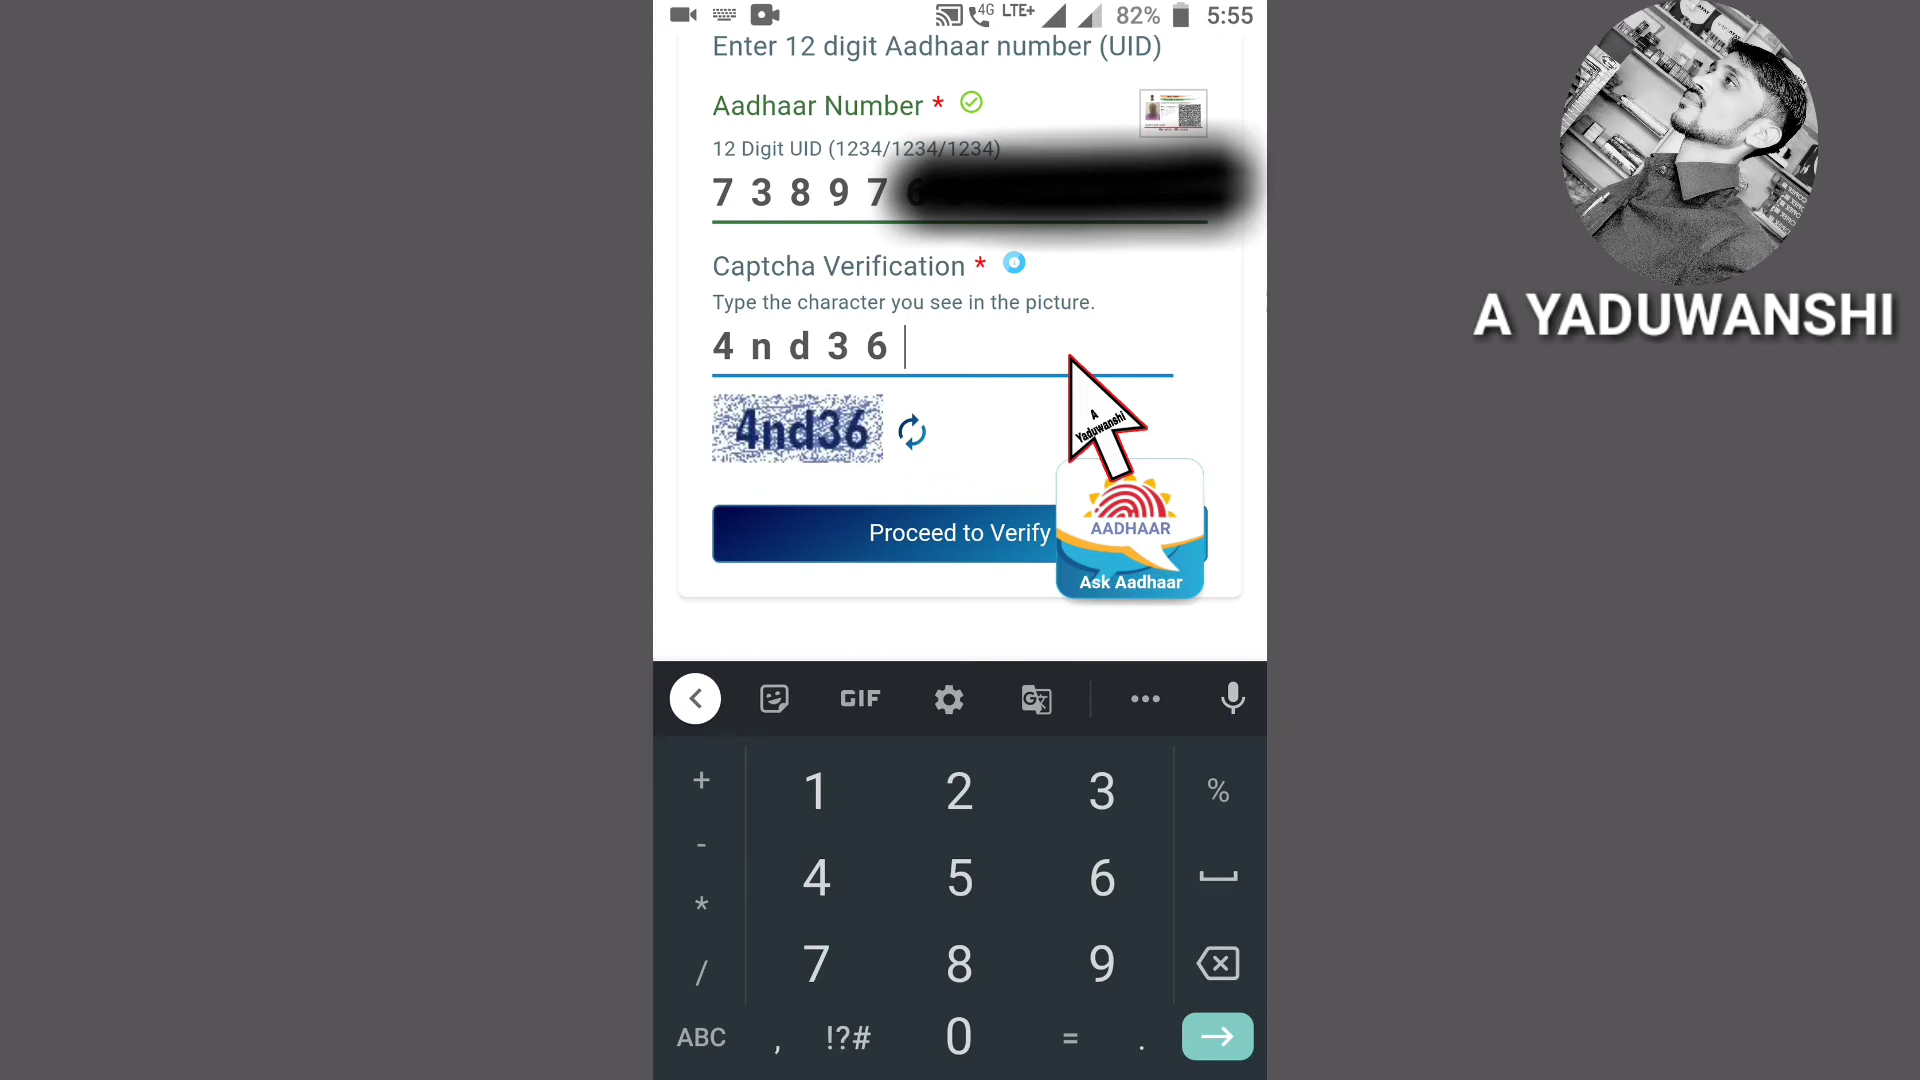 4G LTE+ 82% 5:55
Enter 12 digit Aadhaar number (UID)
Aadhaar Number *
12 Digit UID (1234/1234/1234)
7 3 8 9 7 6
Captcha Verification *
Type the character you see in the picture.
4 n d 3 6
4nd36
A
Yaduwanshi
Proceed to Verify
AADHAAR
Ask Aadhaar
A YADUWANSHI
GIF
+ 1 2 3 %
- 4 5 6
*
/ 7 8 9
ABC , !?# 0 = .